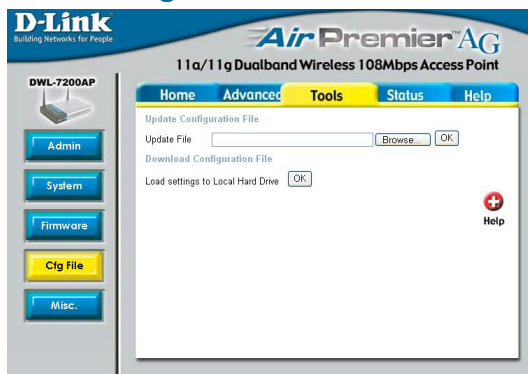 D-Link
Building Networks for People
Air Premier™AG
11a/11g Dualband Wireless 108Mbps Access Point
DWL-7200AP
Home Advanced Tools Status Help
Admin
System
Firmware
Cfg File
Misc.
Update Configuration File
Update File Browse... OK
Download Configuration File
Load settings to Local Hard Drive OK
Help